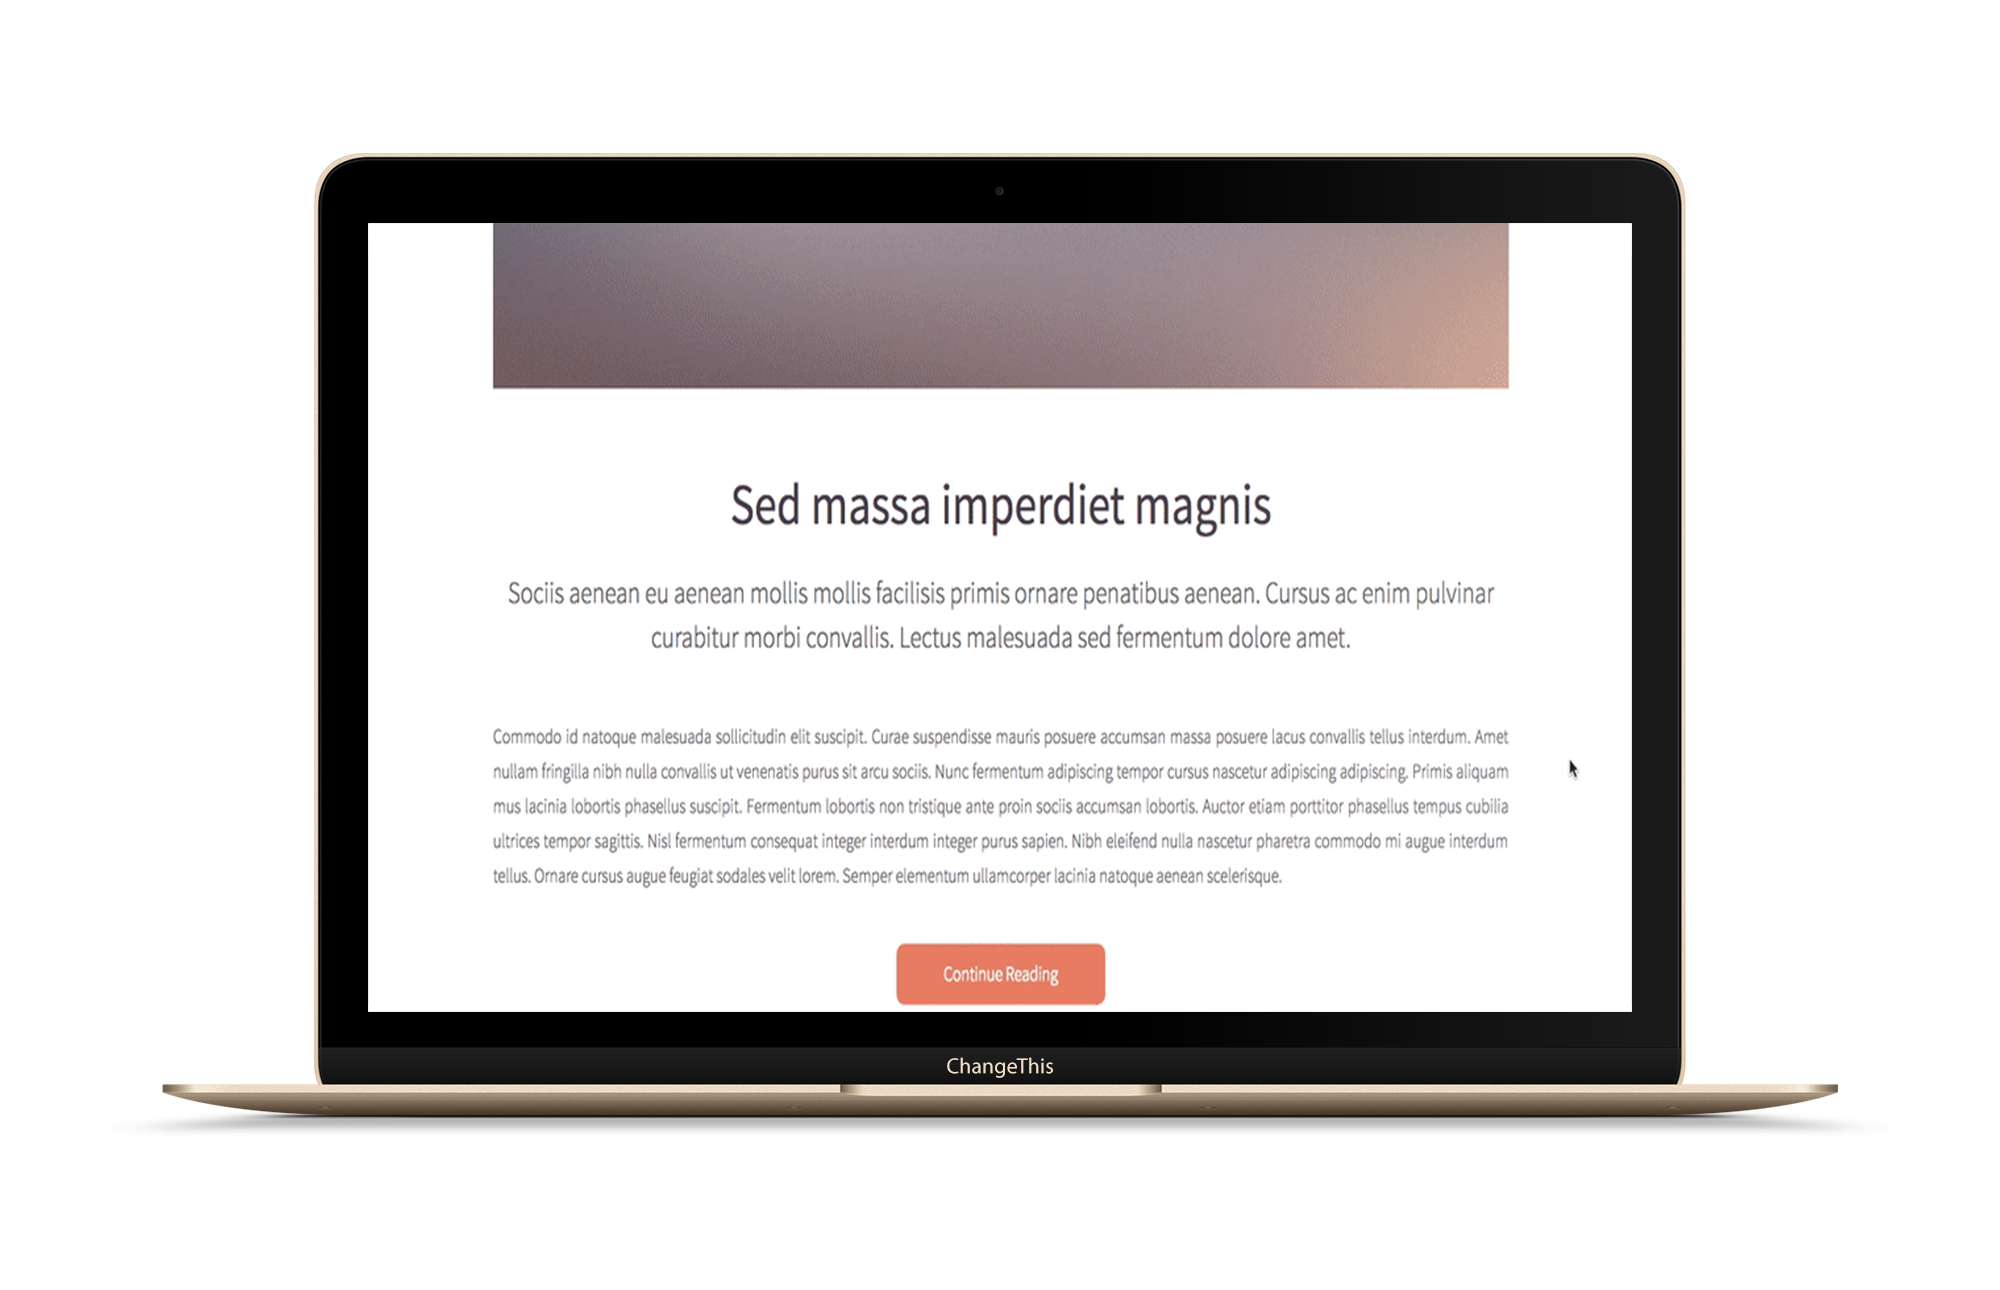 Sed massa imperdiet magnis
Sociis aenean eu aenean mollis mollis facilisis primis ornare penatibus aenean. Cursus ac enim pulvinar
curabitur morbi convallis. Lectus malesuada sed fermentum dolore amet.
Commodo id natoque malesuada sollicitudin elit suscipit. Curae suspendisse mauris posuere accumsan massa posuere lacus convallis tellus interdum. Amet
nullam fringilla nibh nulla convallis ut venenatis purus sit arcu sociis. Nunc fermentum adipiscing tempor cursus nascetur adipiscing adipiscing. Primis aliquam
mus lacinia lobortis phasellus suscipit. Fermentum lobortis non tristique ante proin sociis accumsan lobortis. Auctor etiam porttitor phasellus tempus cubilia
ultrices tempor sagittis. Nisl fermentum consequat integer interdum integer purus sapien. Nibh eleifend nulla nascetur pharetra commodo mi augue interdum
tellus. Ornare cursus augue feugiat sodales velit lorem. Semper elementum ullamcorper lacinia natoque aenean scelerisque.
Continue Reading
ChangeThis